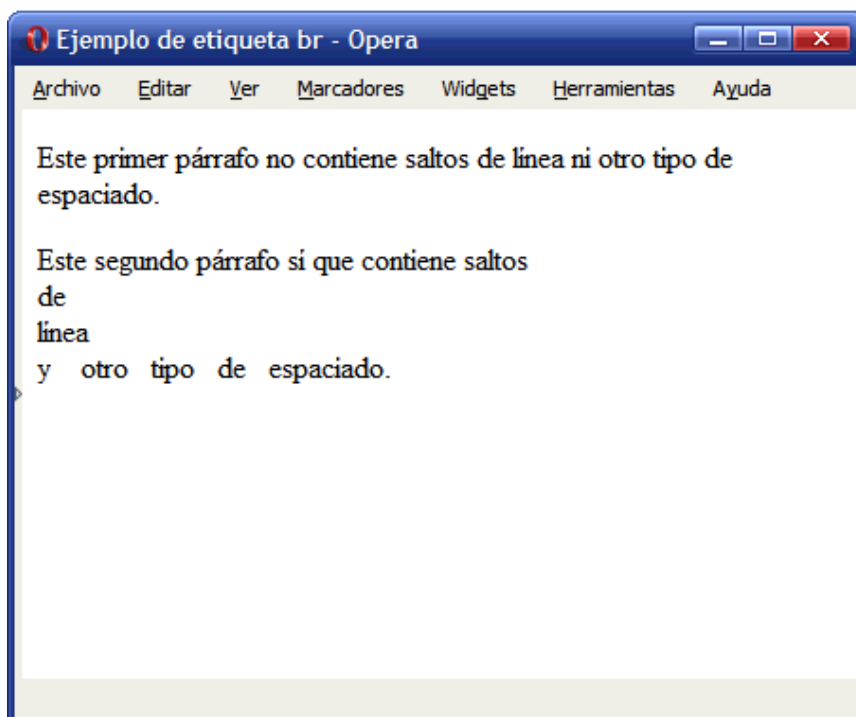 Ejemplo de etiqueta br - Opera
Archivo Editar Ver Marcadores Widgets Herramientas Ayuda
Este primer párrafo no contiene saltos de línea ni otro tipo de
espaciado.
Este segundo párrafo sí que contiene saltos
de
línea
y otro tipo de espaciado.